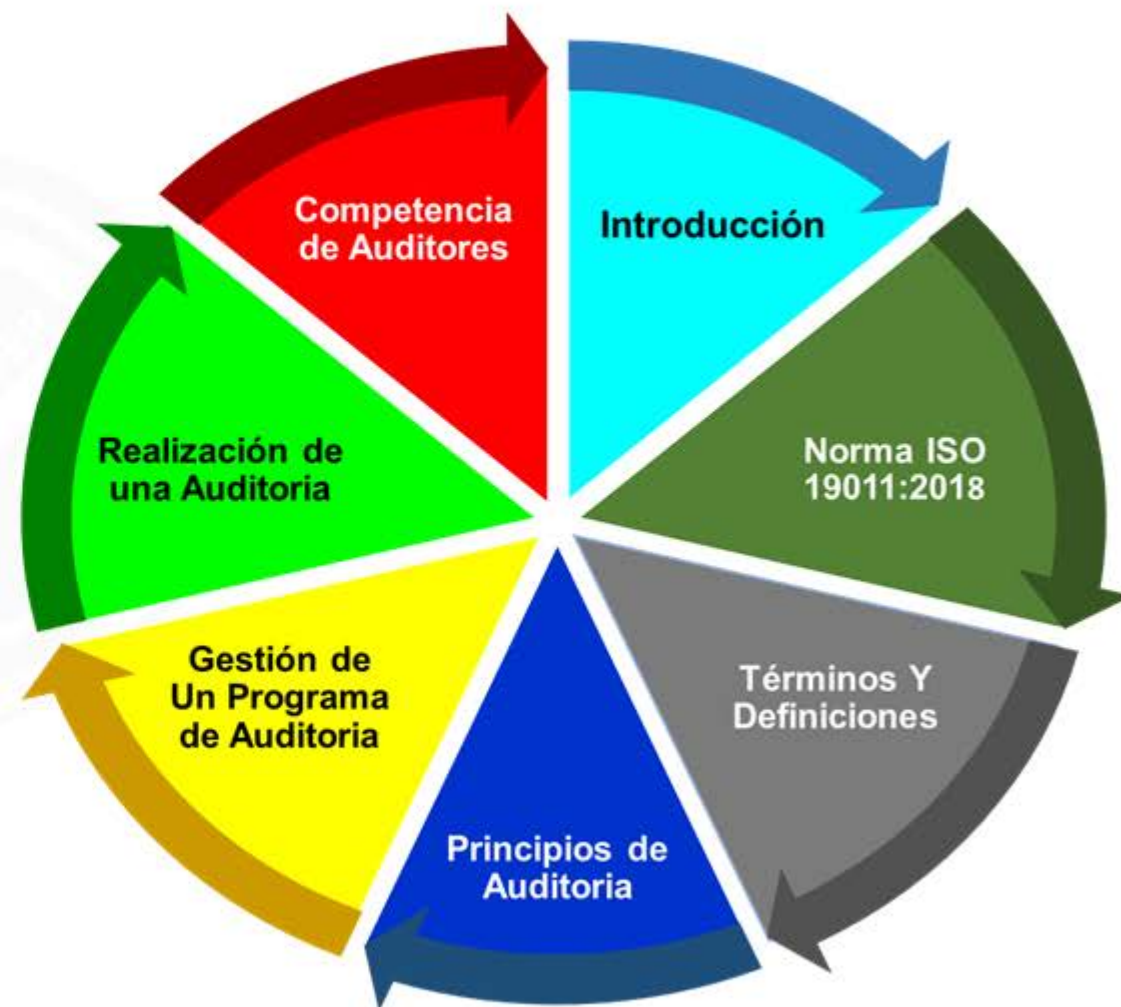 Introducción
Norma ISO
19011:2018
Términos Y
Definiciones
Principios de
Auditoria
Gestión de
Un Programa
de Auditoria
Realización de
una Auditoria
Competencia
de Auditores